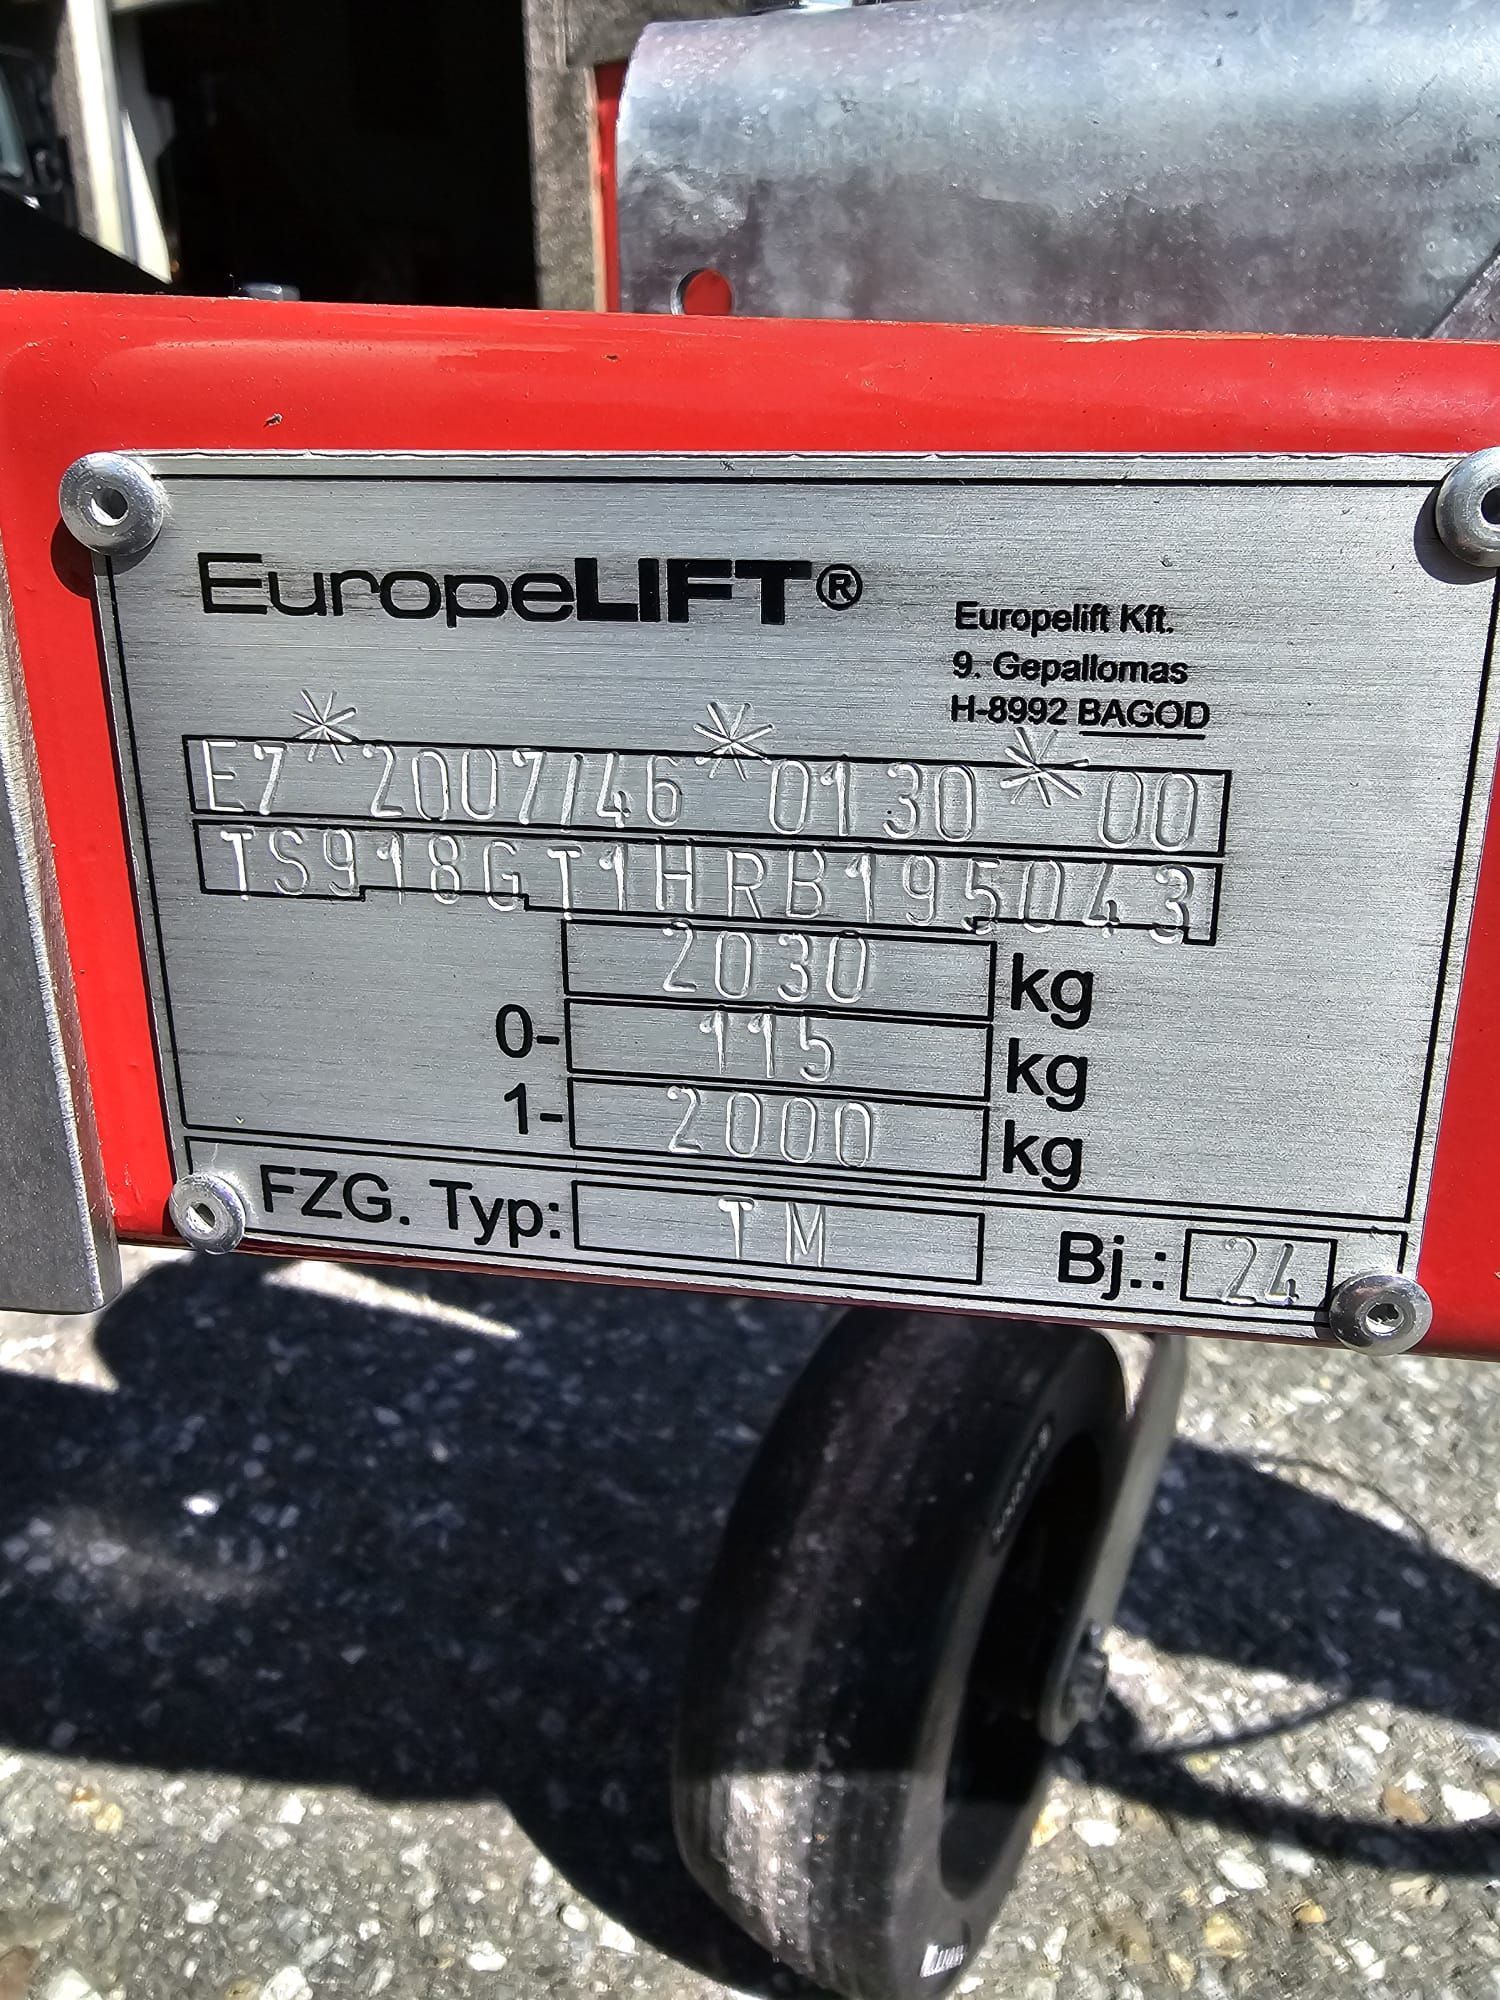 EuropeLIFT®
Europelift Kft.
9. Gepallomas
H-8992 BAGOD
E7*2007/46*0130*00
TS918GT1HRB195043
2030 kg
0- 115 kg
1- 2000 kg
FZG. Typ: TM Bj.: 24